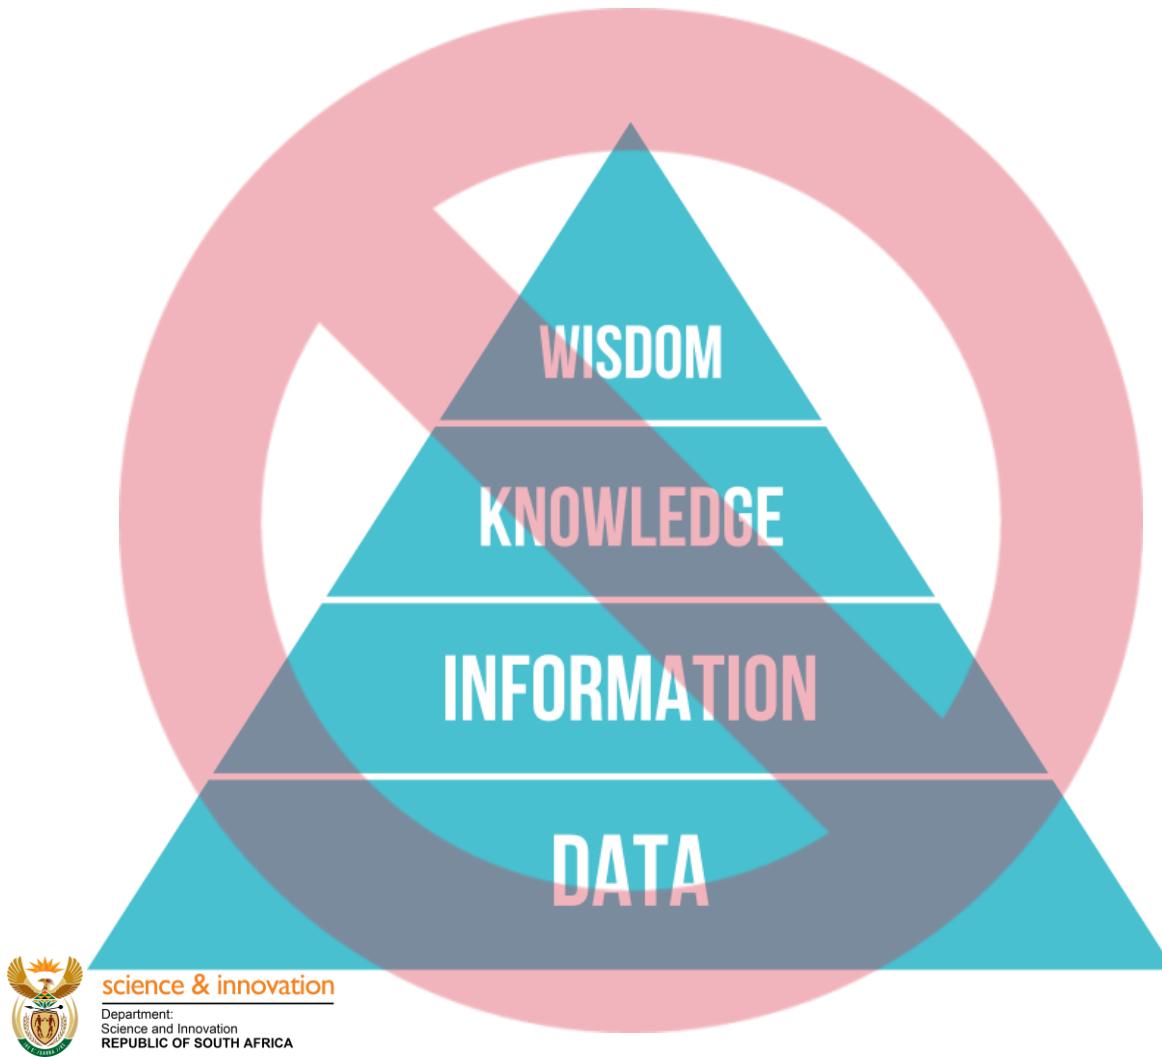 WISDOM
KNOWLEDGE
INFORMATION
DATA
science & innovation
Department:
Science and Innovation
REPUBLIC OF SOUTH AFRICA